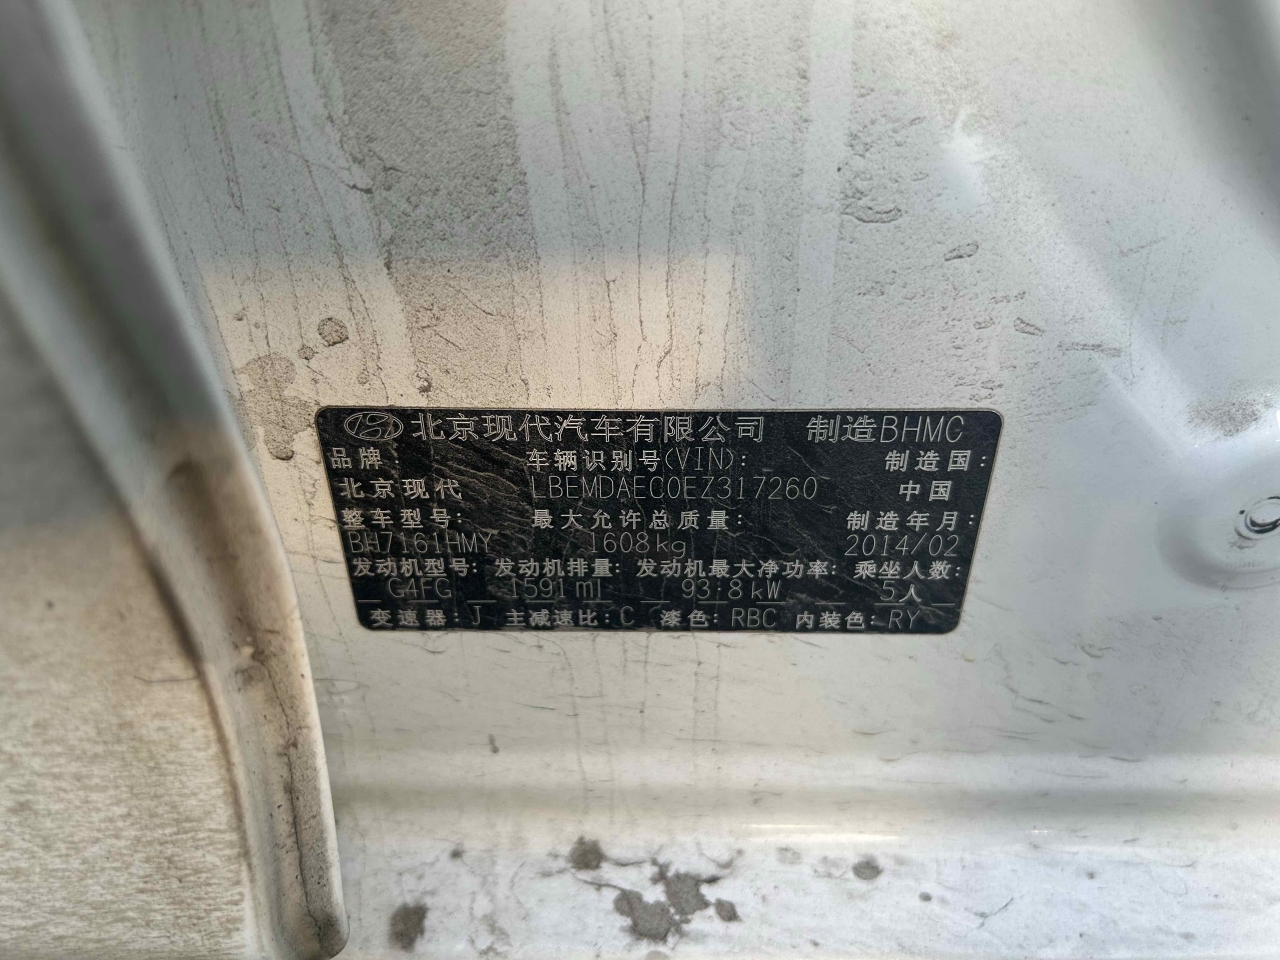 北京现代汽车有限公司 制造BHMC
品牌 车辆识别号(VIN): 制造国:
北京现代 LBEMDAEC0EZ317260 中国
整车型号: 最大允许总质量: 制造年月:
BH7161HMY 1608kg 2014/02
发动机型号: 发动机排量: 发动机最大净功率: 乘坐人数:
G4FG 1591ml 93.8kW 5人
变速器:J 主减速比:C 漆色:RBC 内装色:RY